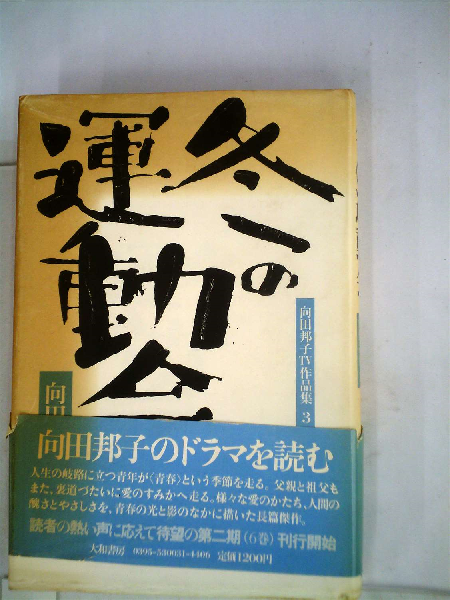 冬の
運動会
向田邦子TV作品集 3
向田
向田邦子のドラマを読む
人生の岐路に立つ青年が〈青春〉という季節を走る。父親と祖父も
また、裏道づたいに愛のすみかへ走る。様々な愛のかたち、人間の
醜さとやさしさを、青春の光と影のなかに描いた長篇傑作。
読者の熱い声に応えて待望の第二期(6巻)刊行開始
大和書房 0395-530031-4406 定価1200円